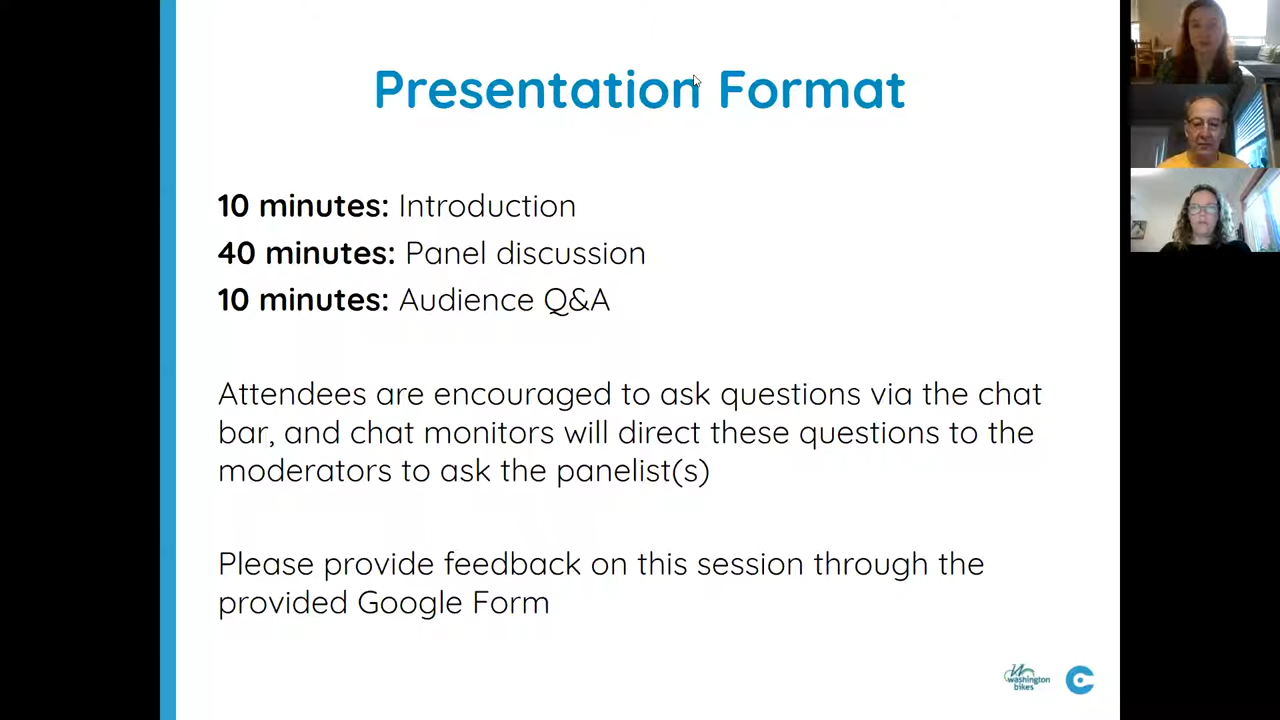 Presentation Format
10 minutes: Introduction
40 minutes: Panel discussion
10 minutes: Audience Q&A
Attendees are encouraged to ask questions via the chat
bar, and chat monitors will direct these questions to the
moderators to ask the panelist(s)
Please provide feedback on this session through the
provided Google Form
washington
bikes